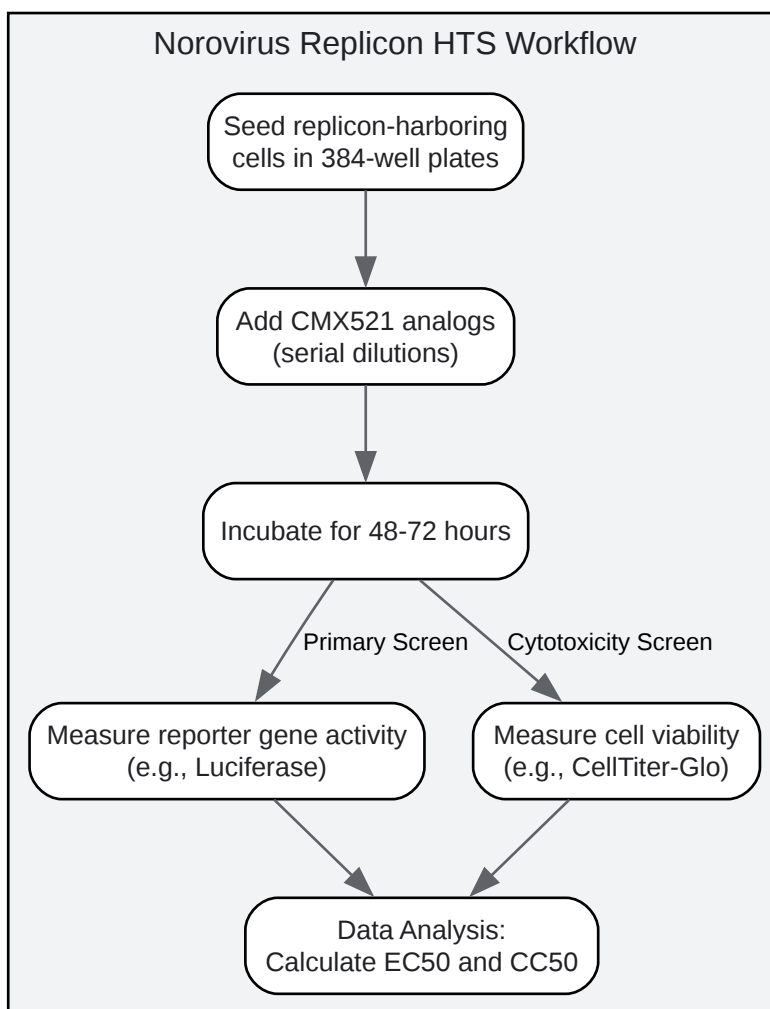 Norovirus Replicon HTS Workflow
Seed replicon-harboring
cells in 384-well plates
Add CMX521 analogs
(serial dilutions)
Incubate for 48-72 hours
Primary Screen
Cytotoxicity Screen
Measure reporter gene activity
(e.g., Luciferase)
Measure cell viability
(e.g., CellTiter-Glo)
Data Analysis:
Calculate EC50 and CC50